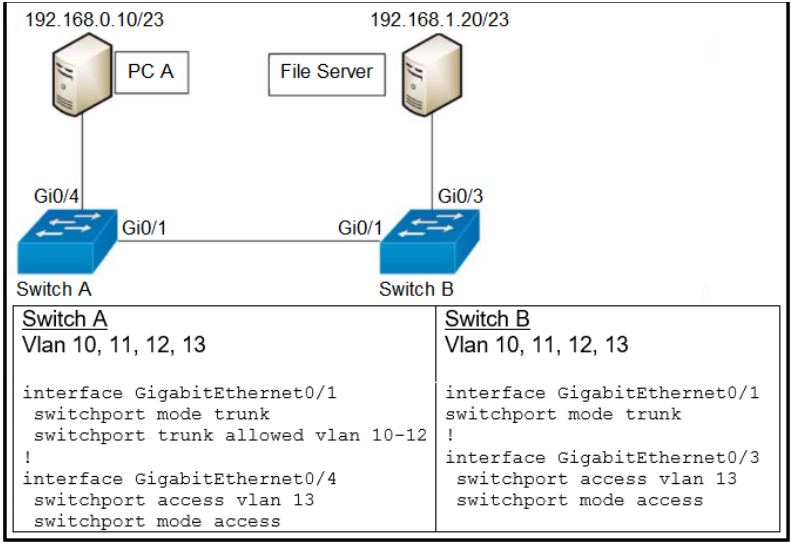 192.168.0.10/23
192.168.1.20/23
PC A
File Server
Gi0/4
Gi0/3
Gi0/1
Gi0/1
Switch A
Switch B
Switch A
Vlan 10, 11, 12, 13
interface GigabitEthernet0/1
switchport mode trunk
switchport trunk allowed vlan 10-12
!
interface GigabitEthernet0/4
switchport access vlan 13
switchport mode access
Switch B
Vlan 10, 11, 12, 13
interface GigabitEthernet0/1
switchport mode trunk
!
interface GigabitEthernet0/3
switchport access vlan 13
switchport mode access